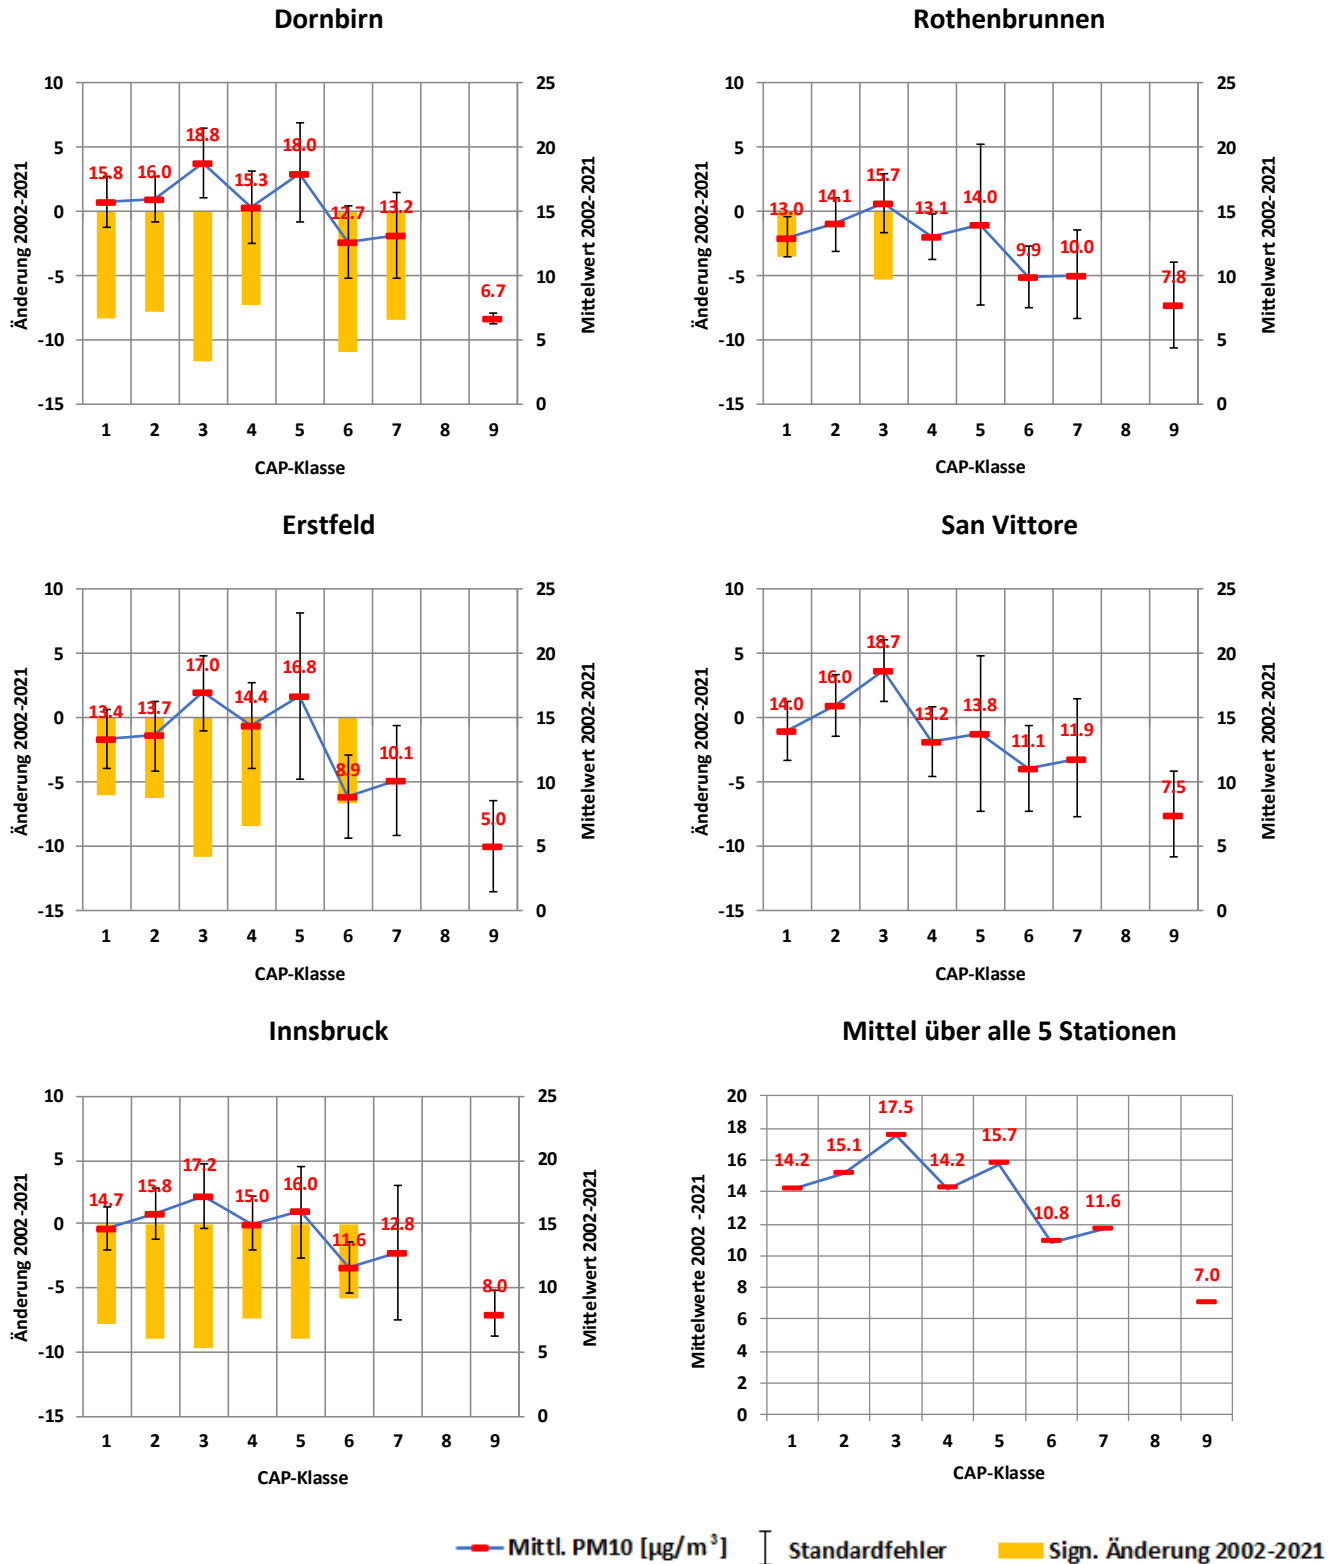 Dornbirn
10
5
0
-5
-10
-15
25
20
15
10
5
0
Änderung 2002-2021
Mittelwert 2002-2021
15.8 16.0 18.8 15.3 18.0 12.7 13.2 6.7
1 2 3 4 5 6 7 8 9
CAP-Klasse
Rothenbrunnen
10
5
0
-5
-10
-15
25
20
15
10
5
0
Änderung 2002-2021
Mittelwert 2002-2021
13.0 14.1 15.7 13.1 14.0 9.9 10.0 7.8
1 2 3 4 5 6 7 8 9
CAP-Klasse
Erstfeld
10
5
0
-5
-10
-15
25
20
15
10
5
0
Änderung 2002-2021
Mittelwert 2002-2021
13.4 13.7 17.0 14.4 16.8 8.9 10.1 5.0
1 2 3 4 5 6 7 8 9
CAP-Klasse
San Vittore
10
5
0
-5
-10
-15
25
20
15
10
5
0
Änderung 2002-2021
Mittelwert 2002-2021
14.0 16.0 18.7 13.2 13.8 11.1 11.9 7.5
1 2 3 4 5 6 7 8 9
CAP-Klasse
Innsbruck
10
5
0
-5
-10
-15
25
20
15
10
5
0
Änderung 2002-2021
Mittelwert 2002-2021
14.7 15.8 17.2 15.0 16.0 11.6 12.8 8.0
1 2 3 4 5 6 7 8 9
CAP-Klasse
Mittel über alle 5 Stationen
20
18
16
14
12
10
8
6
4
2
0
Mittelwerte 2002 -2021
14.2 15.1 17.5 14.2 15.7 10.8 11.6 7.0
1 2 3 4 5 6 7 8 9
CAP-Klasse
Mittl. PM10 [µg/m³] Standardfehler Sign. Änderung 2002-2021